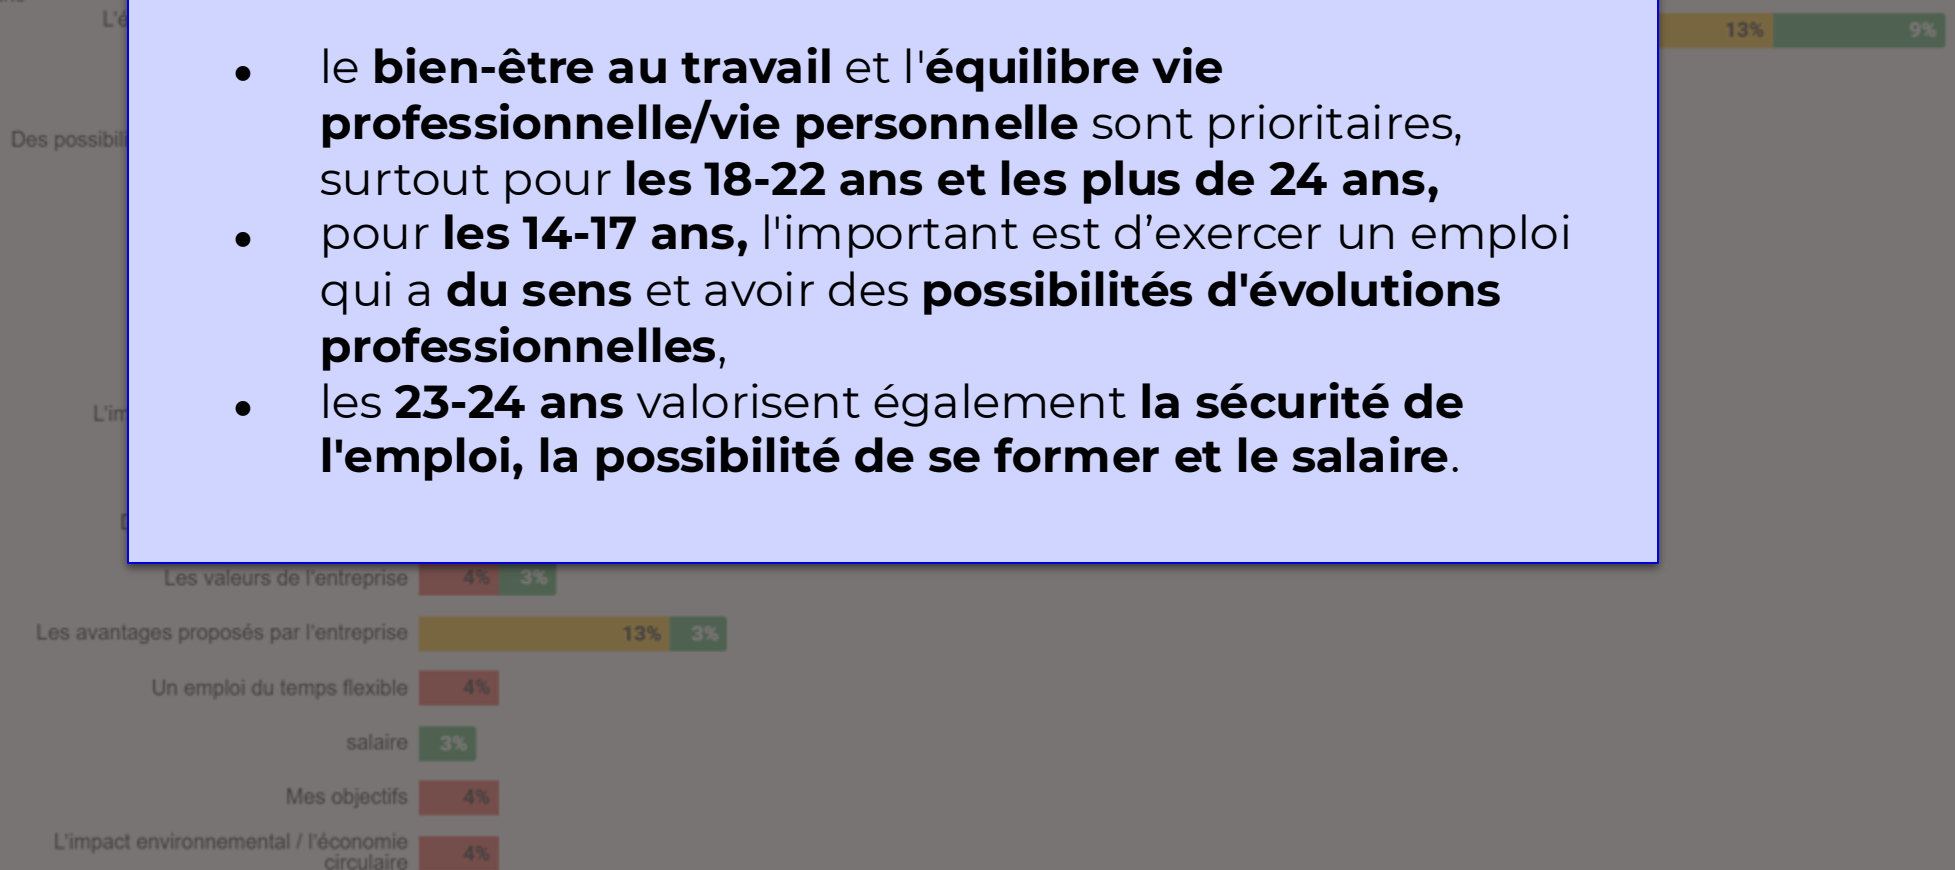 L'é
13% 9%
le bien-être au travail et l'équilibre vie
professionnelle/vie personnelle sont prioritaires,
Des possibili
surtout pour les 18-22 ans et les plus de 24 ans,
pour les 14-17 ans, l'important est d’exercer un emploi
qui a du sens et avoir des possibilités d'évolutions
professionnelles,
les 23-24 ans valorisent également la sécurité de
L'im
l'emploi, la possibilité de se former et le salaire.
Les valeurs de l'entreprise 4% 3%
Les avantages proposés par l'entreprise 13% 3%
Un emploi du temps flexible 4%
salaire 3%
Mes objectifs 4%
L'impact environnemental / l'économie
circulaire 4%